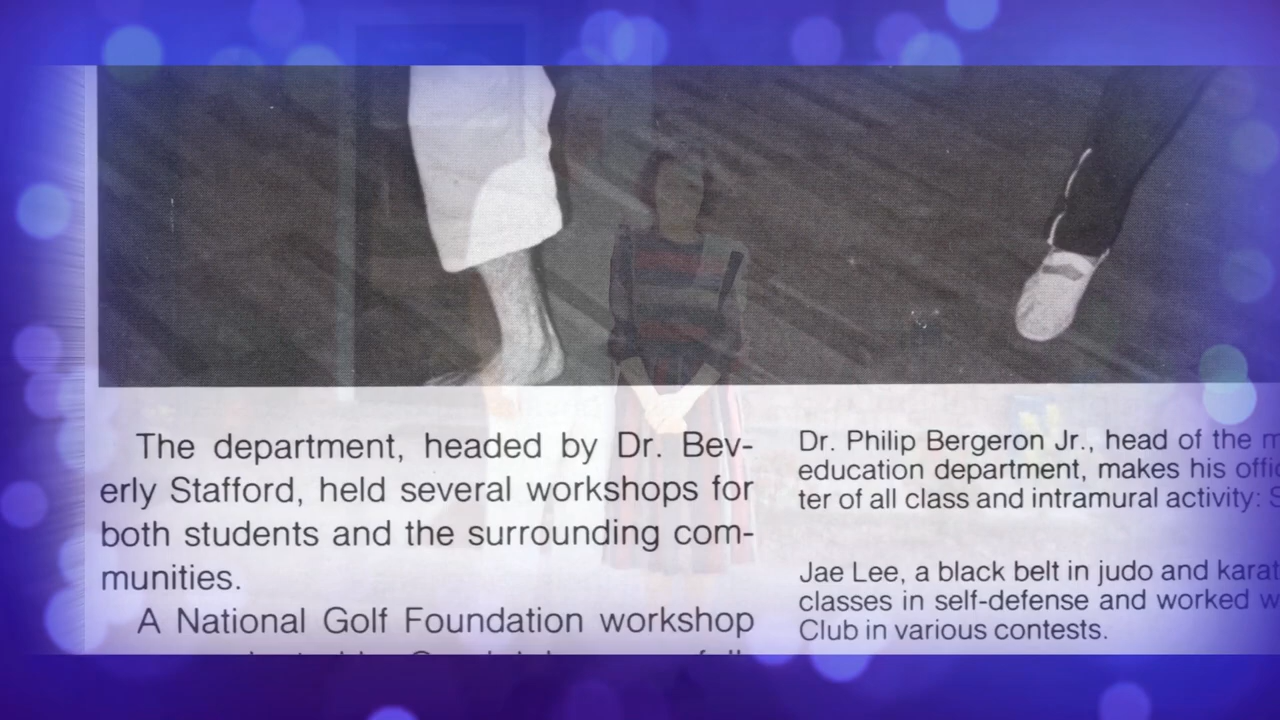 The department, headed by Dr. Bev-
erly Stafford, held several workshops for
both students and the surrounding com-
munities.
A National Golf Foundation workshop
Dr. Philip Bergeron Jr., head of the
education department, makes his
ter of all class and intramural activity:
Jae Lee, a black belt in judo and
classes in self-defense and worked
Club in various contests.